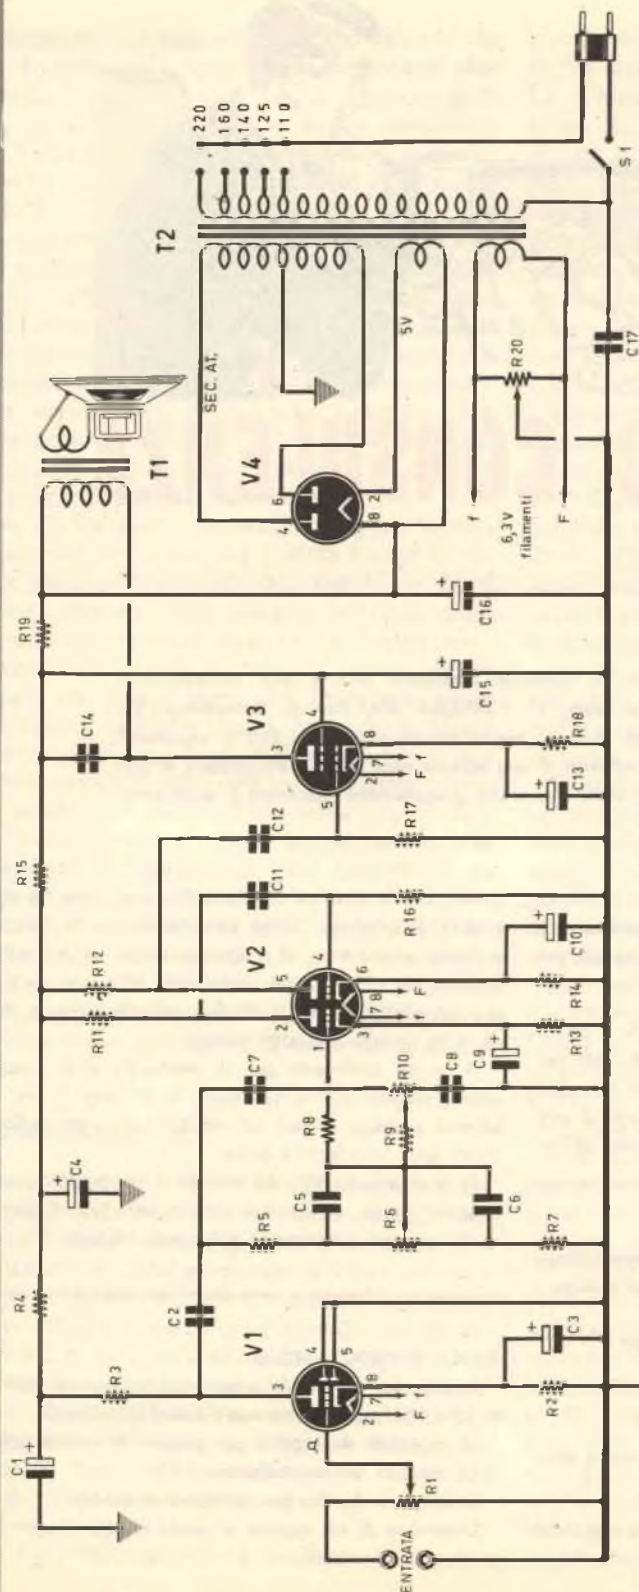 220
160
140
125
110
S1
T2
SEC. AT.
5V
R20
C17
6,3V
filamenti
f
F
T1
V4
4
6
8
2
R19
C16
+
C15
+
C14
V3
3
4
5
2
7
8
F
f
R18
C13
+
R15
C12
R17
C11
R16
R12
R11
V2
2
5
1
4
3
7
8
6
f
F
C10
+
R14
R13
C9
+
C7
R10
C8
R8
R9
C4
+
C5
R6
C6
R5
R7
R4
C2
R3
V1
3
4
5
2
7
8
F
f
C3
+
R2
C1
+
R1
ENTRATA